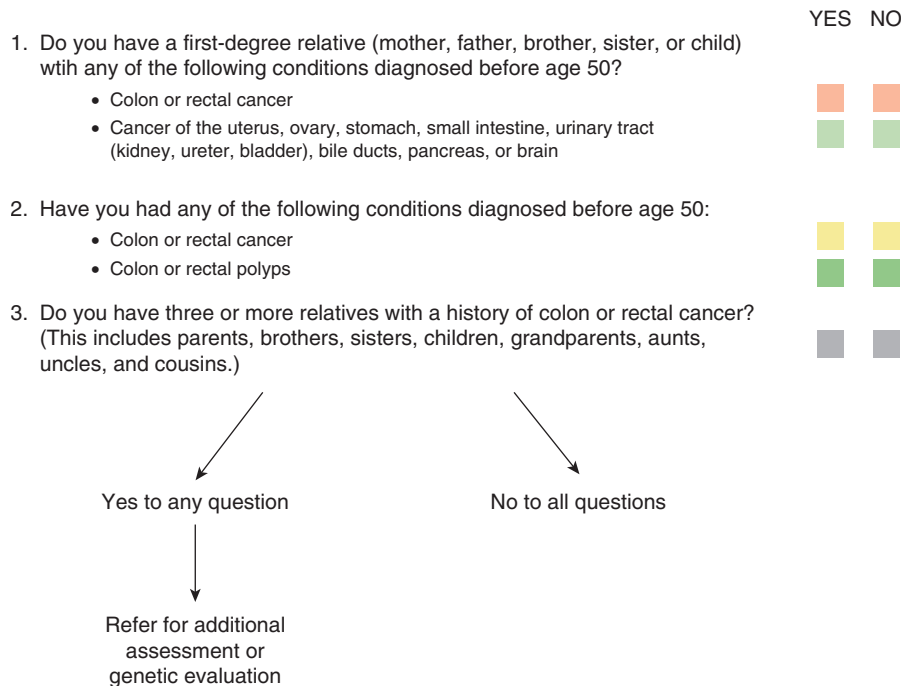 YES NO
1. Do you have a first-degree relative (mother, father, brother, sister, or child)
wtih any of the following conditions diagnosed before age 50?
• Colon or rectal cancer
• Cancer of the uterus, ovary, stomach, small intestine, urinary tract
(kidney, ureter, bladder), bile ducts, pancreas, or brain
2. Have you had any of the following conditions diagnosed before age 50:
• Colon or rectal cancer
• Colon or rectal polyps
3. Do you have three or more relatives with a history of colon or rectal cancer?
(This includes parents, brothers, sisters, children, grandparents, aunts,
uncles, and cousins.)
Yes to any question
No to all questions
Refer for additional
assessment or
genetic evaluation